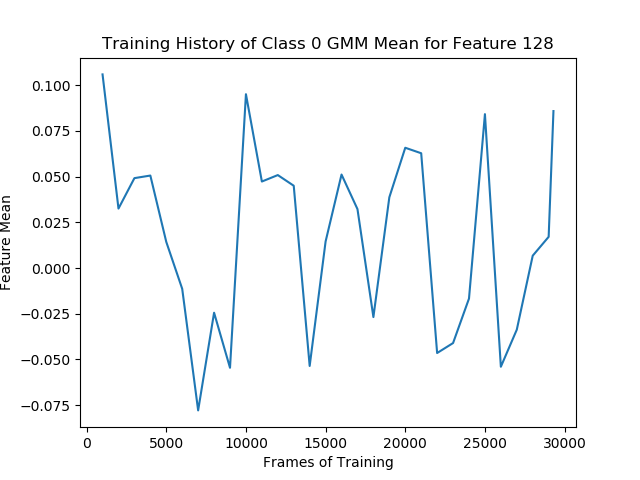 Training History of Class 0 GMM Mean for Feature 128
0.100
0.075
0.050
0.025
0.000
−0.025
−0.050
−0.075
Feature Mean
0 5000 10000 15000 20000 25000 30000
Frames of Training